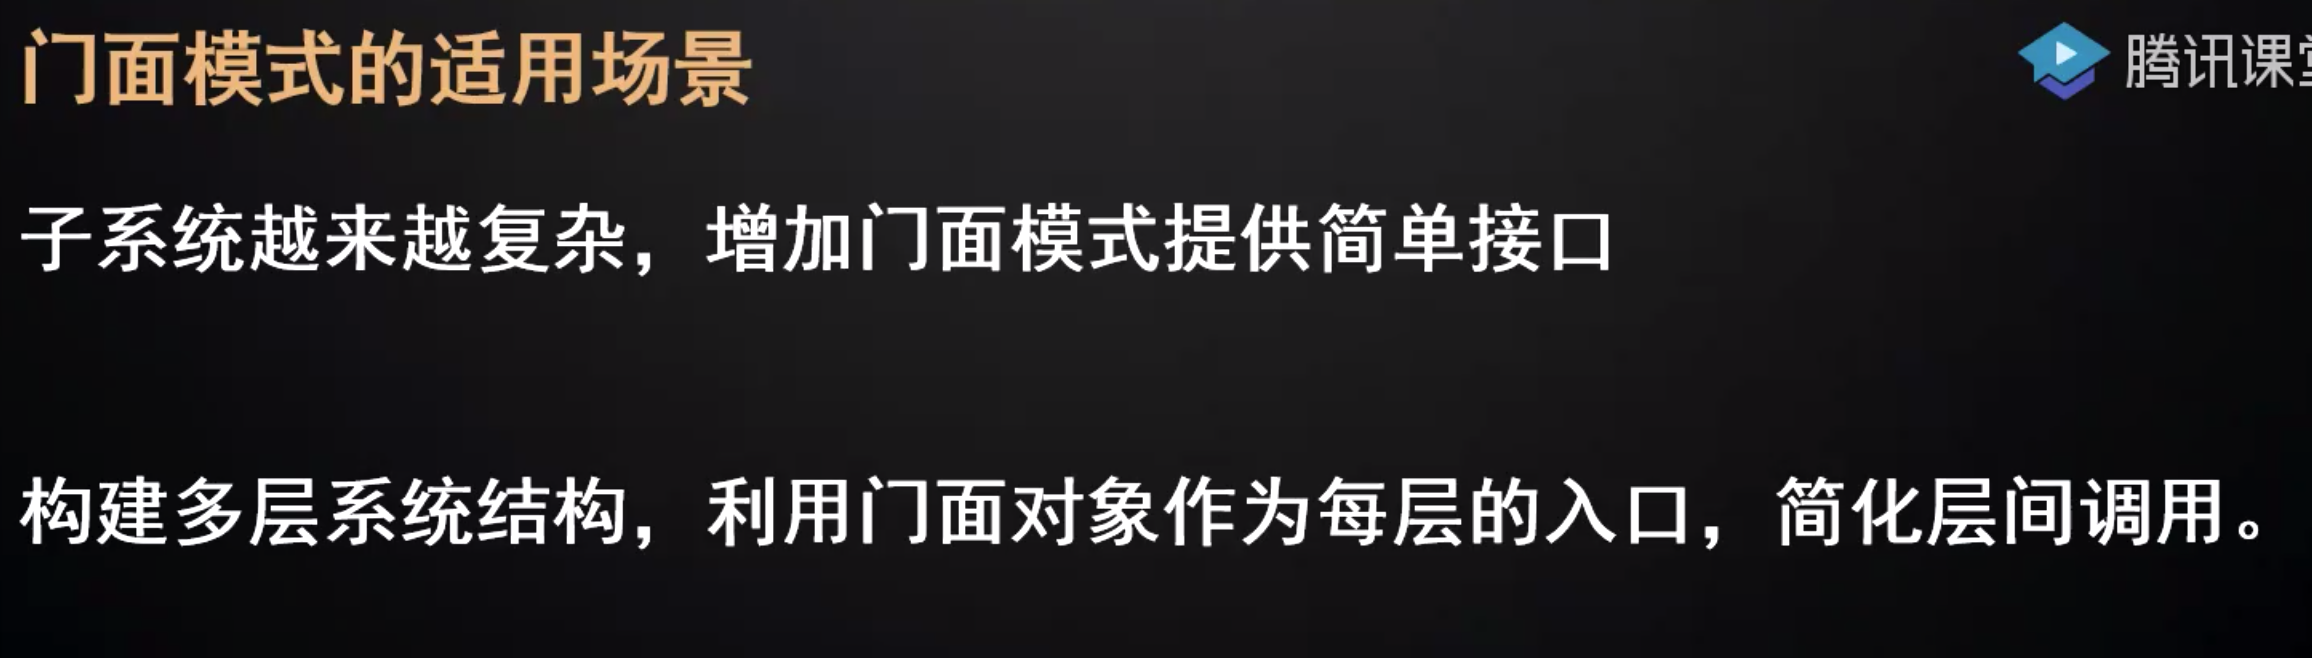 门面模式的适用场景
腾讯课堂
子系统越来越复杂，增加门面模式提供简单接口
构建多层系统结构，利用门面对象作为每层的入口，简化层间调用。